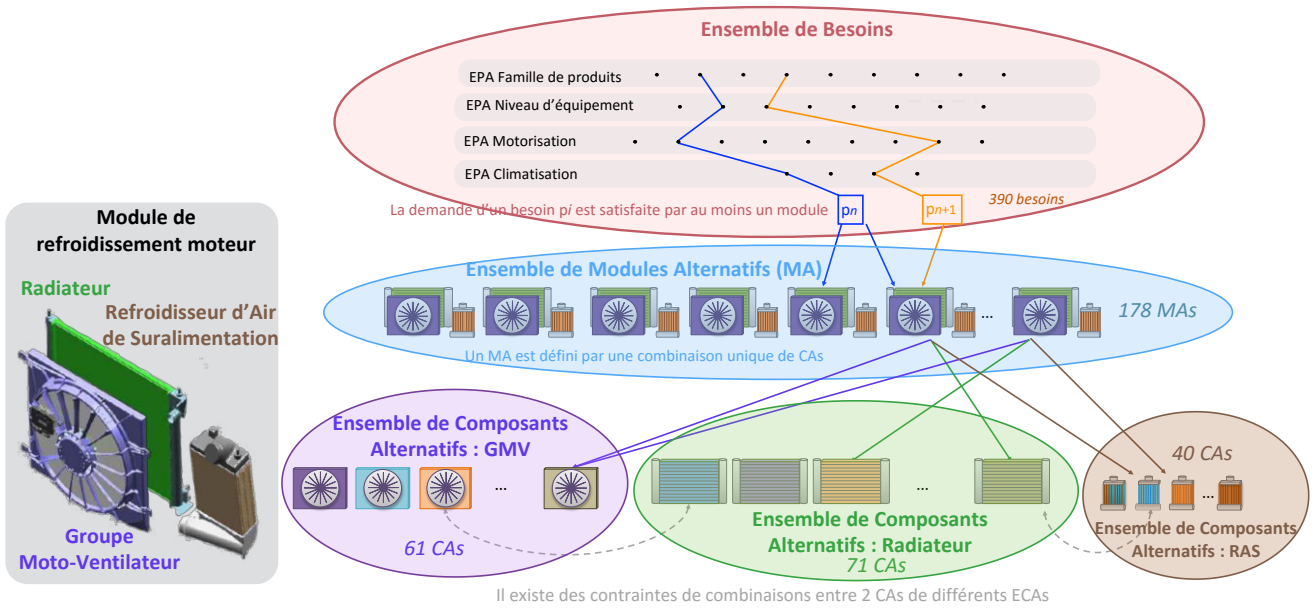 Ensemble de Besoins
EPA Famille de produits
EPA Niveau d'équipement
EPA Motorisation
EPA Climatisation
390 besoins
La demande d'un besoin pi est satisfaite par au moins un module
pn
pn+1
Module de
refroidissement moteur
Radiateur
Refroidisseur d'Air
de Suralimentation
Groupe
Moto-Ventilateur
Ensemble de Modules Alternatifs (MA)
...
178 MAs
Un MA est défini par une combinaison unique de CAs
Ensemble de Composants
Alternatifs : GMV
...
61 CAs
...
Ensemble de Composants
Alternatifs : Radiateur
71 CAs
40 CAs
...
Ensemble de Composants
Alternatifs : RAS
Il existe des contraintes de combinaisons entre 2 CAs de différents ECAs